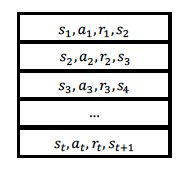 s₁, a₁, r₁, s₂
s₂, a₂, r₂, s₃
s₃, a₃, r₃, s₄
...
sₜ, aₜ, rₜ, sₜ₊₁